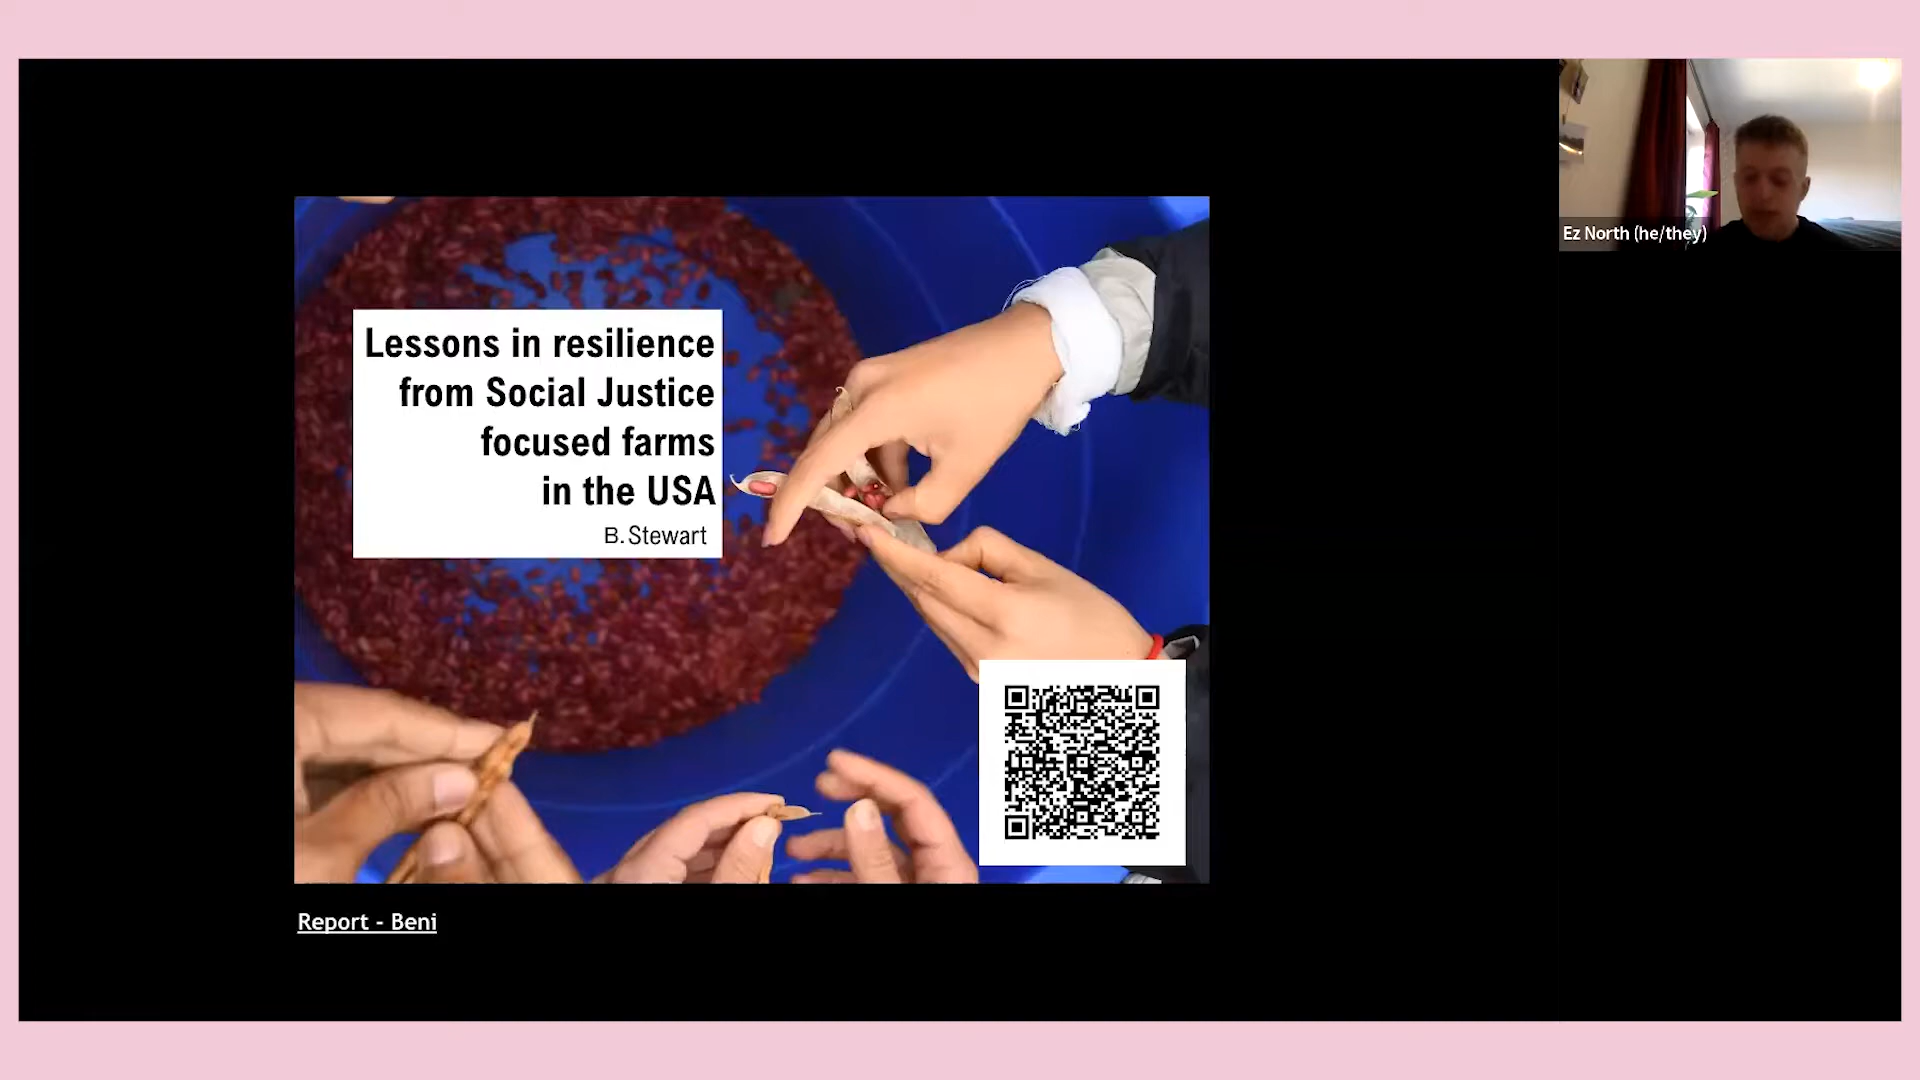 Lessons in resilience
from Social Justice
focused farms
in the USA
B. Stewart
Report - Beni
Ez North (he/they)